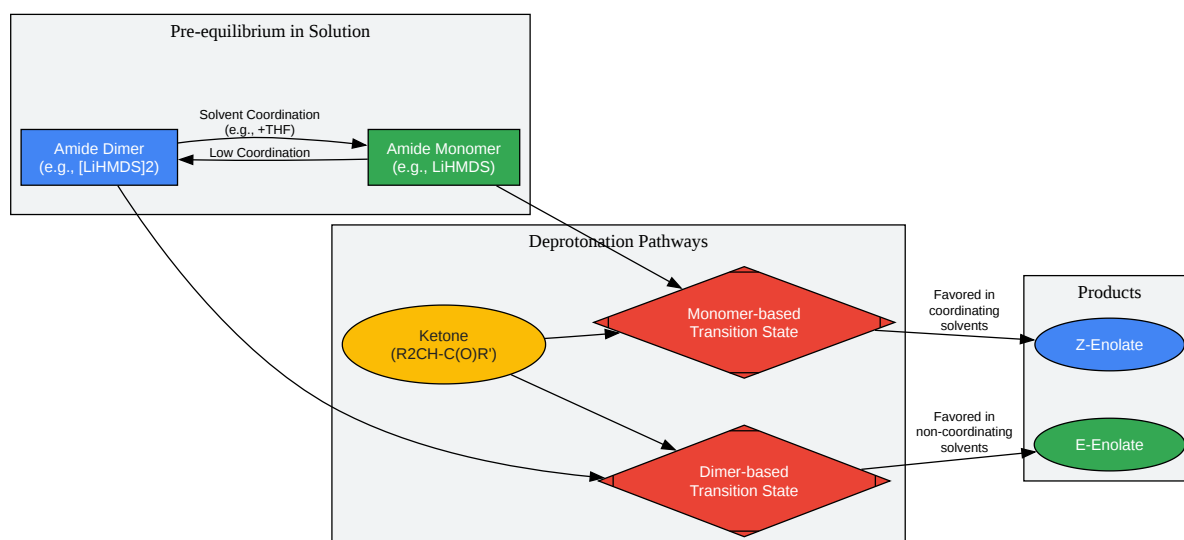 Pre-equilibrium in Solution
Solvent Coordination
(e.g., +THF)
Low Coordination
Amide Dimer
(e.g., [LiHMDS]2)
Amide Monomer
(e.g., LiHMDS)
Deprotonation Pathways
Ketone
(R2CH-C(O)R')
Monomer-based
Transition State
Dimer-based
Transition State
Favored in
coordinating
solvents
Favored in
non-coordinating
solvents
Products
Z-Enolate
E-Enolate